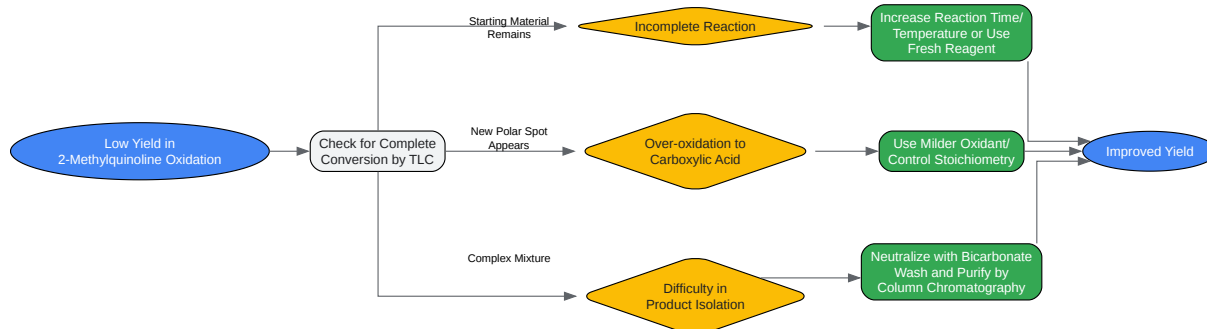 Low Yield in
2-Methylquinoline Oxidation
Check for Complete
Conversion by TLC
Starting Material
Remains
Incomplete Reaction
Increase Reaction Time/
Temperature or Use
Fresh Reagent
New Polar Spot
Appears
Over-oxidation to
Carboxylic Acid
Use Milder Oxidant/
Control Stoichiometry
Improved Yield
Complex Mixture
Difficulty in
Product Isolation
Neutralize with Bicarbonate
Wash and Purify by
Column Chromatography